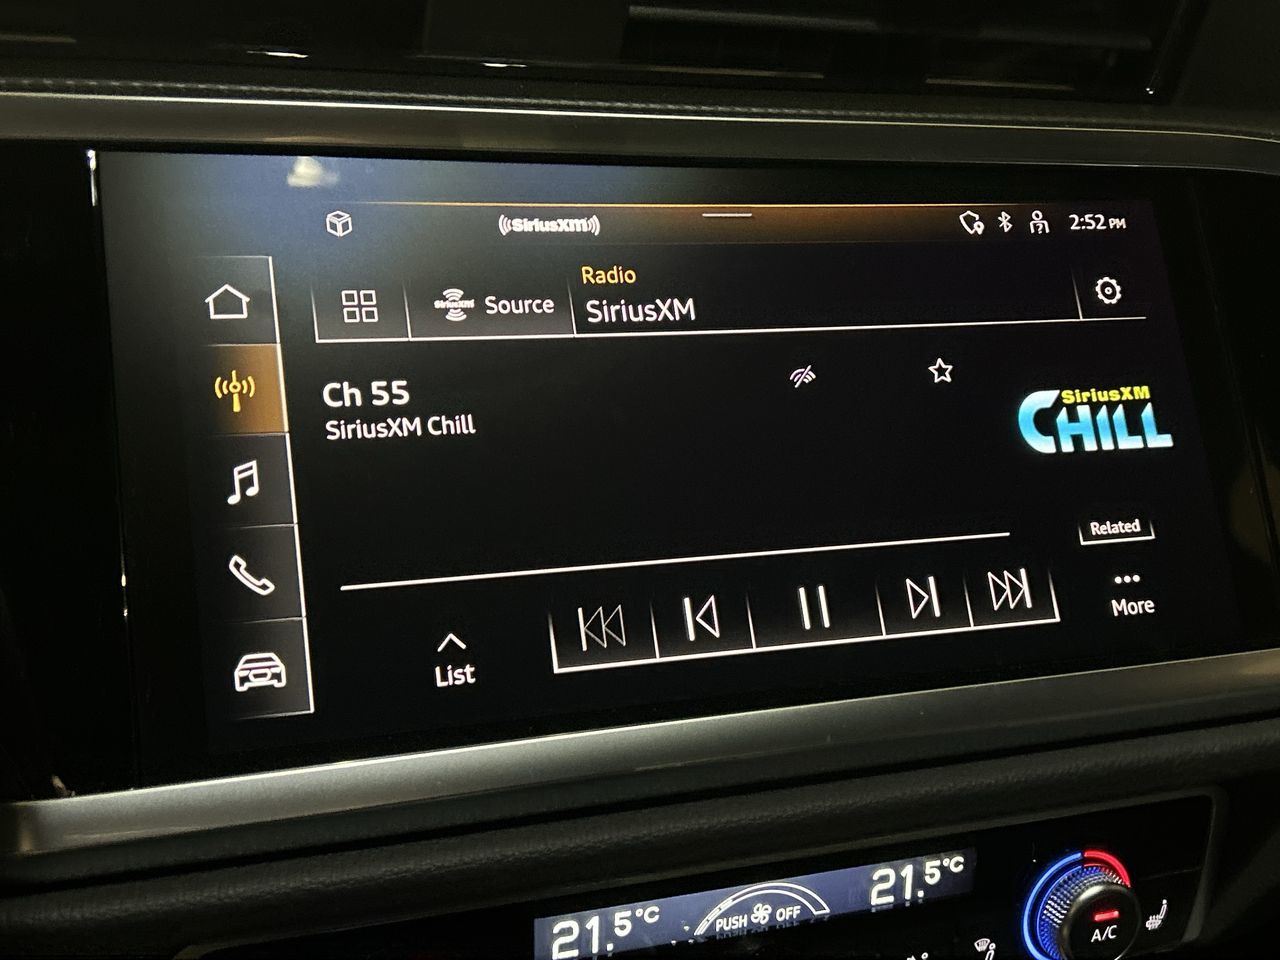 SiriusXM
2:52 PM
SiriusXM
Source
Radio
SiriusXM
Ch 55
SiriusXM Chill
SiriusXM
CHILL
Related
List
More
21.5°C
PUSH OFF
21.5°C
A/C